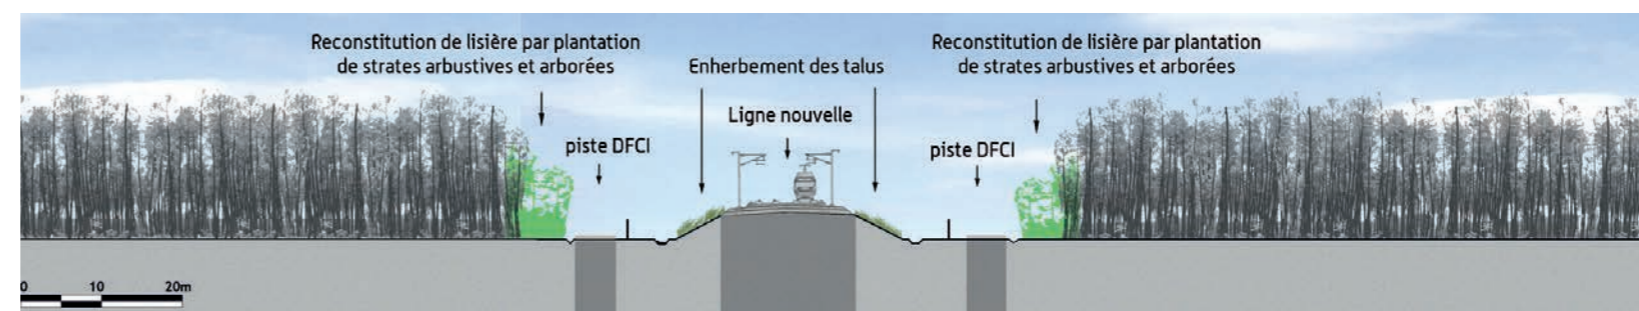 Reconstitution de lisière par plantation
de strates arbustives et arborées
piste DFCI
Enherbement des talus
Ligne nouvelle
Reconstitution de lisière par plantation
de strates arbustives et arborées
piste DFCI
0 10 20m